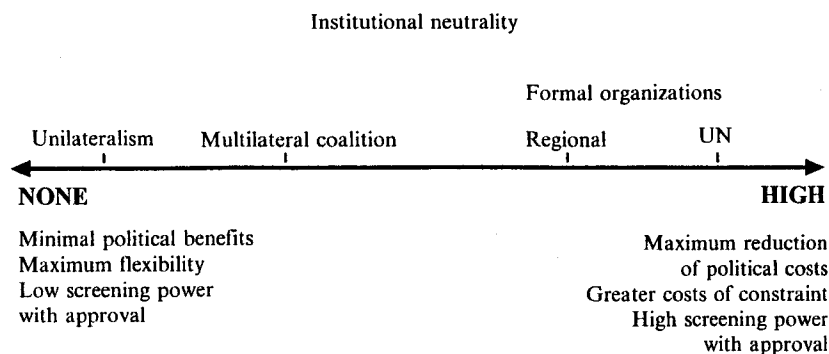 Institutional neutrality
Formal organizations
Unilateralism Multilateral coalition Regional UN
NONE HIGH
Minimal political benefits
Maximum flexibility
Low screening power
with approval
Maximum reduction
of political costs
Greater costs of constraint
High screening power
with approval